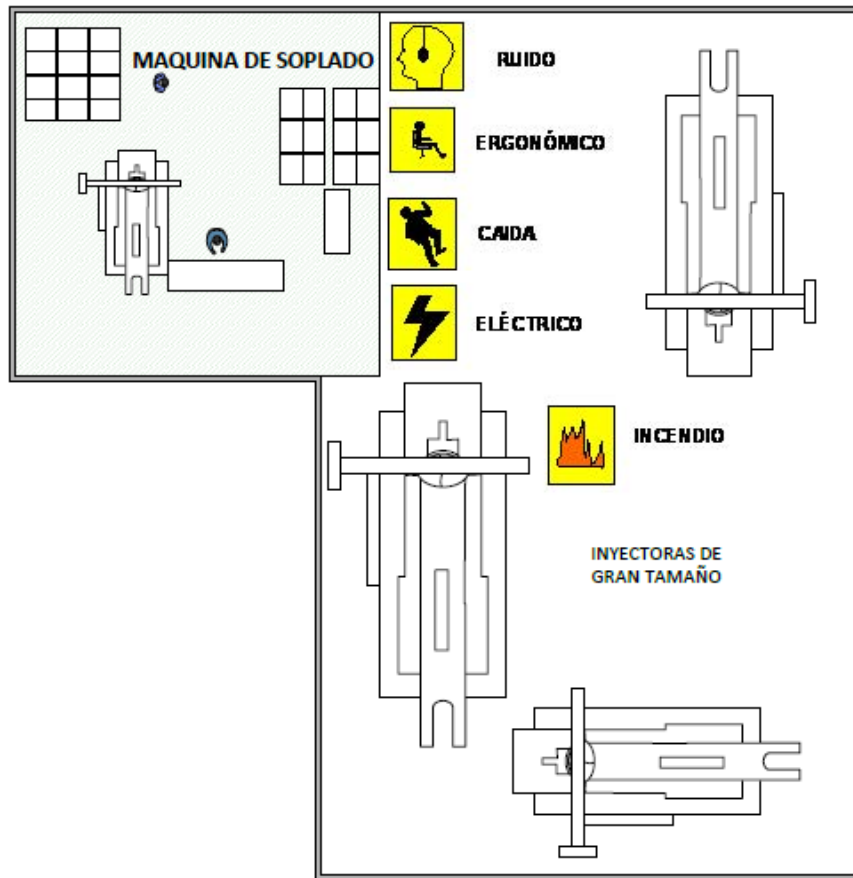 MAQUINA DE SOPLADO
RUIDO
ERGONÓMICO
CAIDA
ELÉCTRICO
INCENDIO
INYECTORAS DE
GRAN TAMAÑO